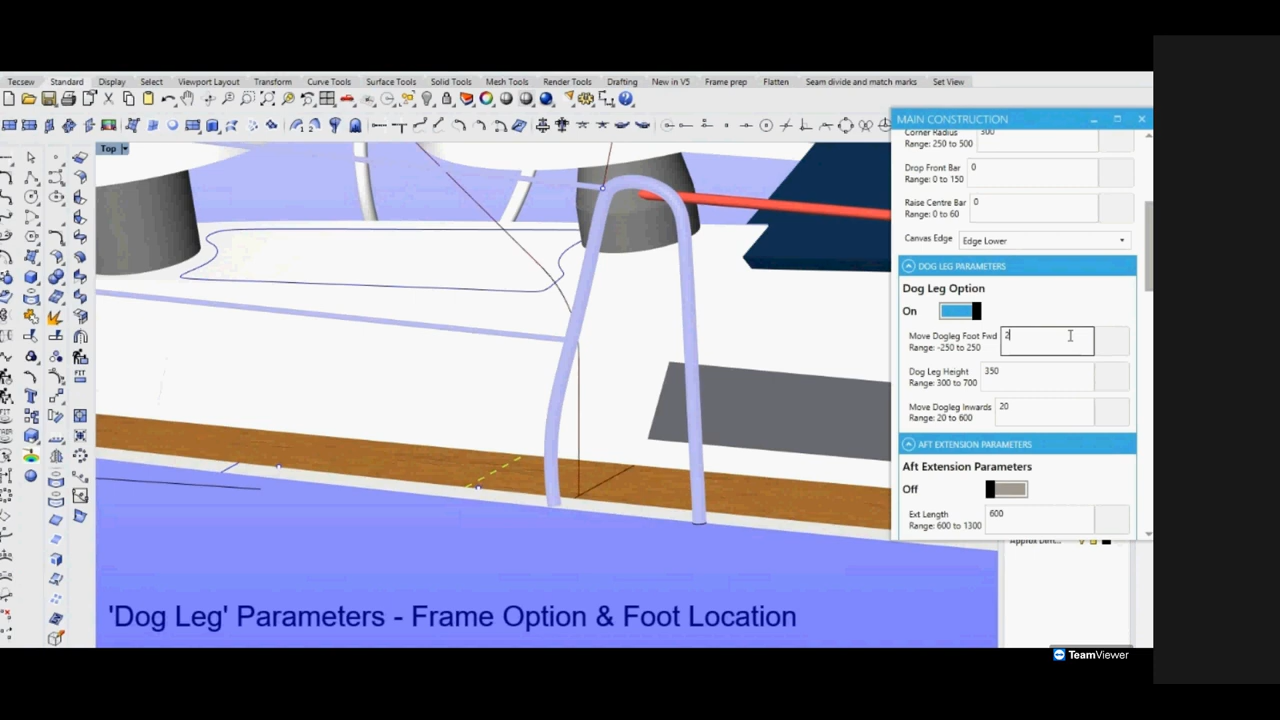 Tecsew Standard Display Select Viewport Layout Transform Curve Tools Surface Tools Solid Tools Mesh Tools Render Tools Drafting New in V5 Frame prep Flatten Seam divide and match marks Set View
MAIN CONSTRUCTION
Corner Radius 300
Range: 250 to 500
Top
Drop Front Bar 0
Range: 0 to 150
Raise Centre Bar 0
Range: 0 to 60
Canvas Edge Edge Lower
DOG LEG PARAMETERS
Dog Leg Option
On
Move Dogleg Foot Fwd 2
Range: -250 to 250
Dog Leg Height 350
Range: 300 to 700
FIT
Move Dogleg Inwards 20
Range: 20 to 600
AFT EXTENSION PARAMETERS
Aft Extension Parameters
Off
Ext Length 600
Range: 600 to 1300
'Dog Leg' Parameters - Frame Option & Foot Location
TeamViewer